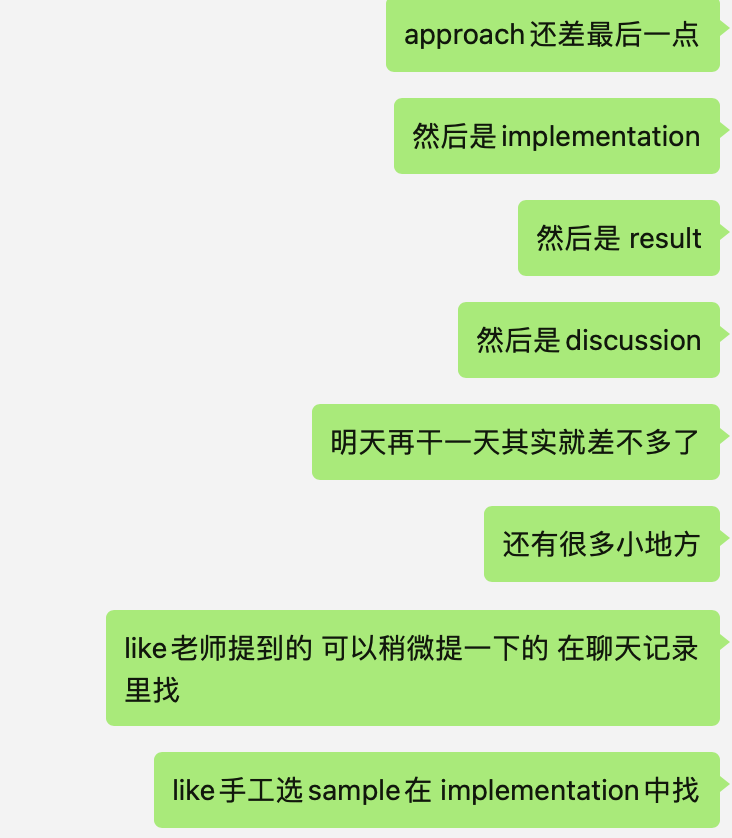 approach还差最后一点
然后是implementation
然后是 result
然后是discussion
明天再干一天其实就差不多了
还有很多小地方
like老师提到的 可以稍微提一下的 在聊天记录
里找
like手工选sample在 implementation中找